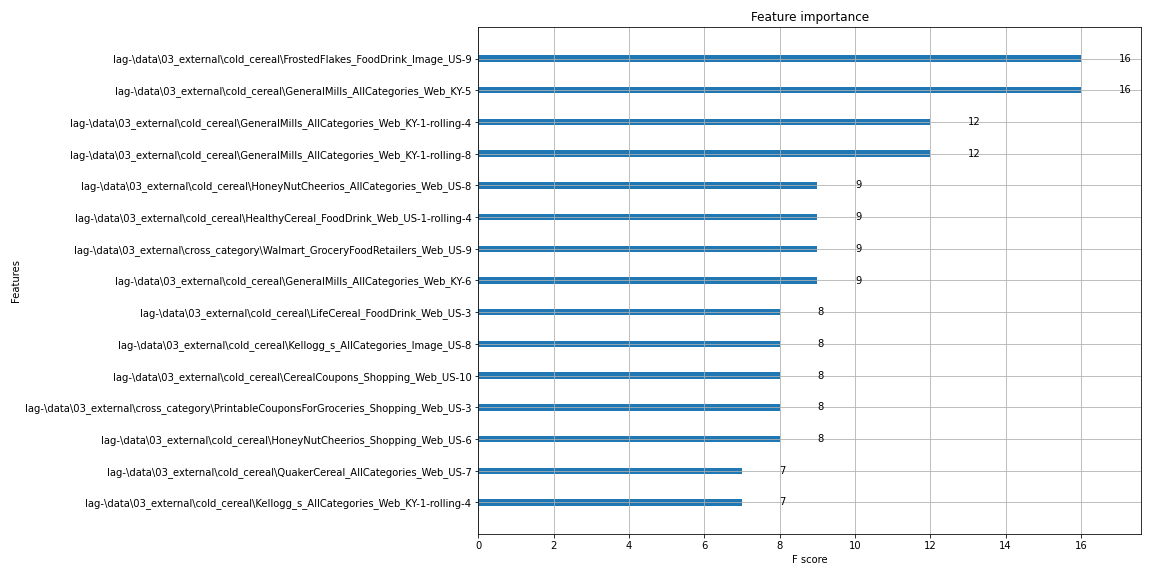 Feature importance
lag-\data\03_external\cold_cereal\FrostedFlakes_FoodDrink_Image_US-9 16
lag-\data\03_external\cold_cereal\GeneralMills_AllCategories_Web_KY-5 16
lag-\data\03_external\cold_cereal\GeneralMills_AllCategories_Web_KY-1-rolling-4 12
lag-\data\03_external\cold_cereal\GeneralMills_AllCategories_Web_KY-1-rolling-8 12
lag-\data\03_external\cold_cereal\HoneyNutCheerios_AllCategories_Web_US-8 9
lag-\data\03_external\cold_cereal\HealthyCereal_FoodDrink_Web_US-1-rolling-4 9
lag-\data\03_external\cross_category\Walmart_GroceryFoodRetailers_Web_US-9 9
lag-\data\03_external\cold_cereal\GeneralMills_AllCategories_Web_KY-6 9
lag-\data\03_external\cold_cereal\LifeCereal_FoodDrink_Web_US-3 8
lag-\data\03_external\cold_cereal\Kellogg_s_AllCategories_Image_US-8 8
lag-\data\03_external\cold_cereal\CerealCoupons_Shopping_Web_US-10 8
lag-\data\03_external\cross_category\PrintableCouponsForGroceries_Shopping_Web_US-3 8
lag-\data\03_external\cold_cereal\HoneyNutCheerios_Shopping_Web_US-6 8
lag-\data\03_external\cold_cereal\QuakerCereal_AllCategories_Web_US-7 7
lag-\data\03_external\cold_cereal\Kellogg_s_AllCategories_Web_KY-1-rolling-4 7
Features
0 2 4 6 8 10 12 14 16
F score